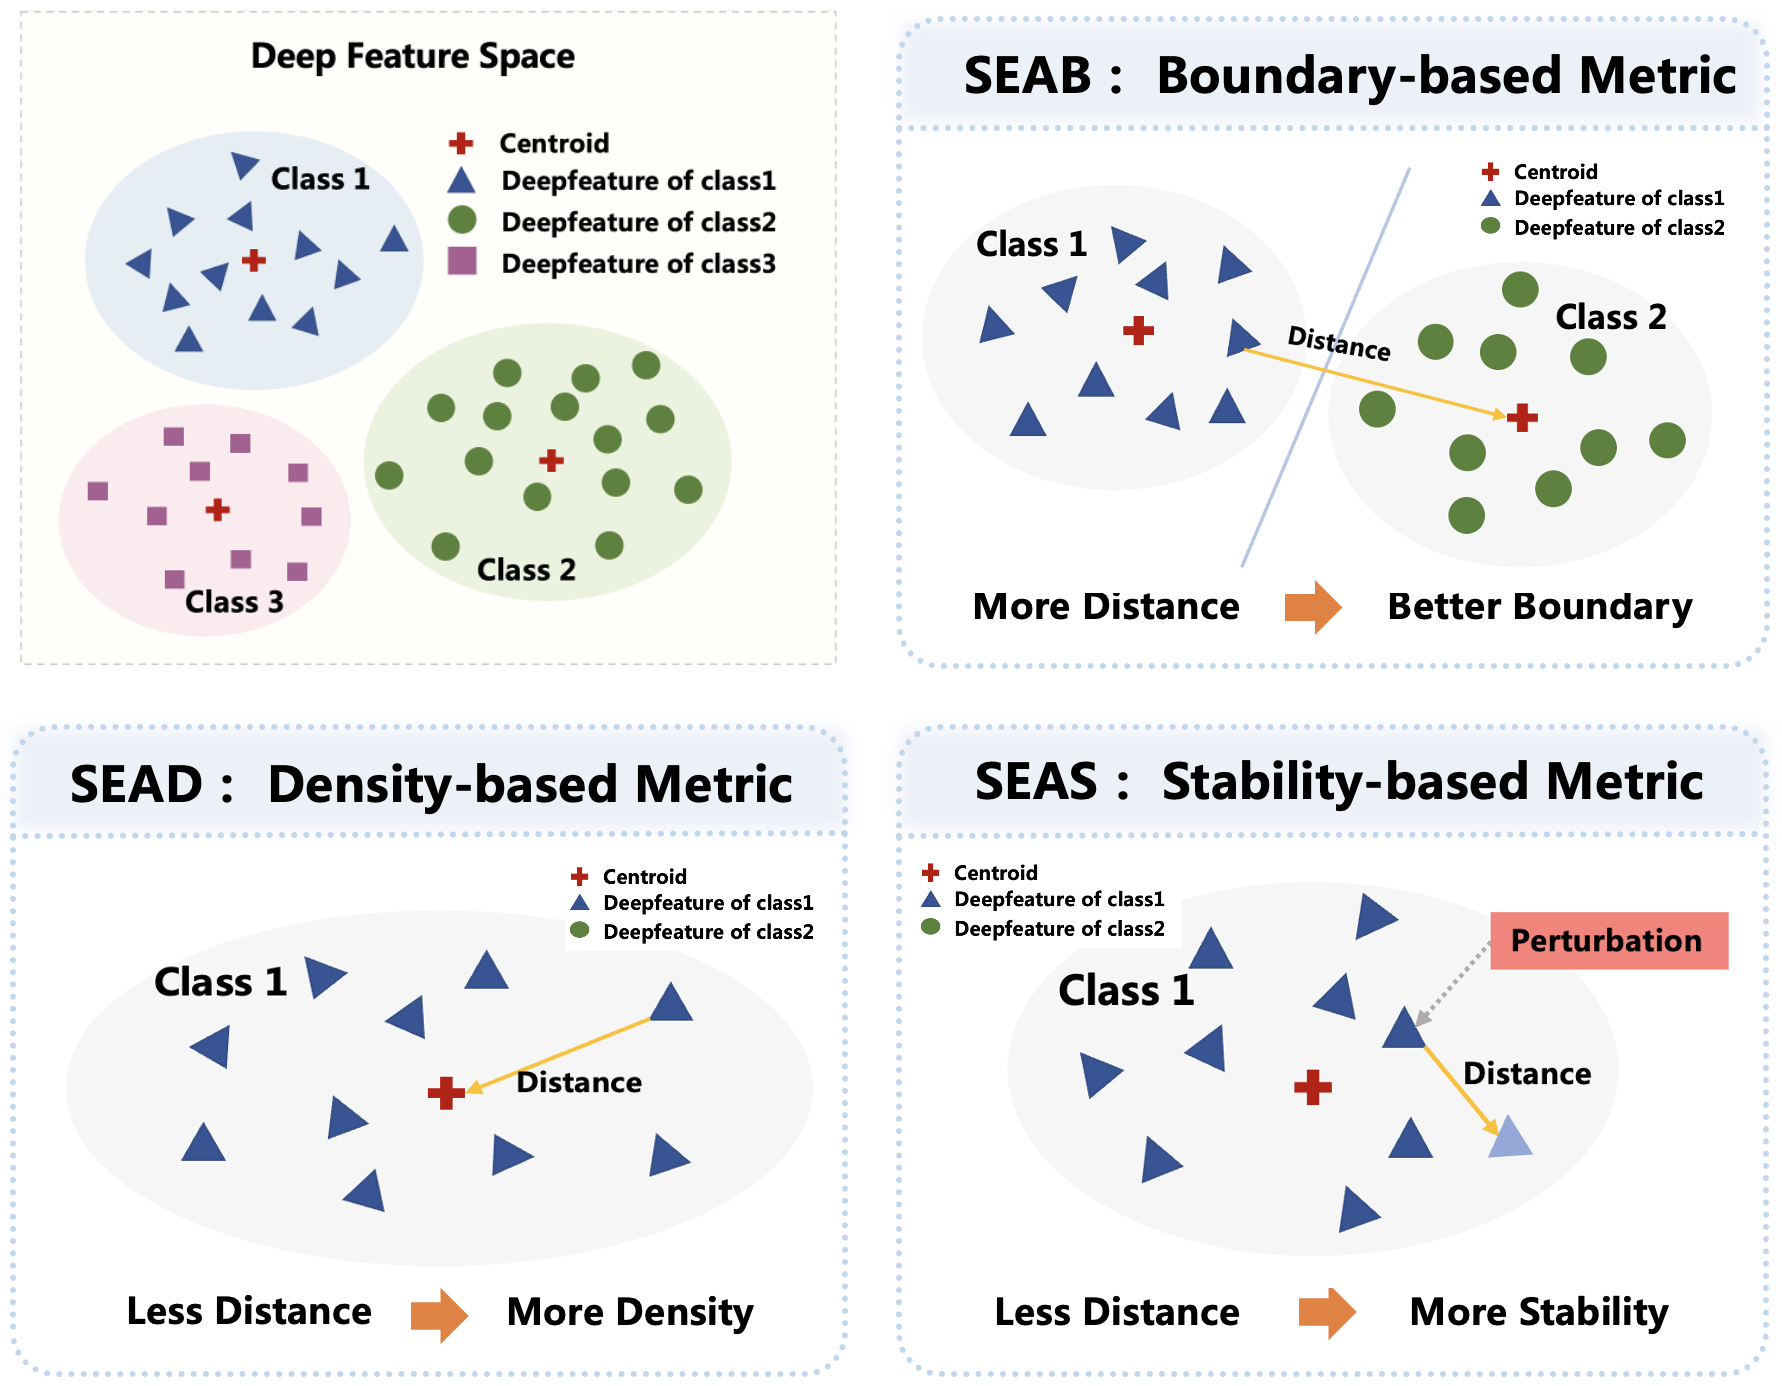 Deep Feature Space
Centroid
Deepfeature of class1
Deepfeature of class2
Deepfeature of class3
Class 1
Class 2
Class 3
SEAB : Boundary-based Metric
Centroid
Deepfeature of class1
Deepfeature of class2
Class 1
Class 2
Distance
More Distance
Better Boundary
SEAD : Density-based Metric
Centroid
Deepfeature of class1
Deepfeature of class2
Class 1
Distance
Less Distance
More Density
SEAS : Stability-based Metric
Centroid
Deepfeature of class1
Deepfeature of class2
Perturbation
Class 1
Distance
Less Distance
More Stability